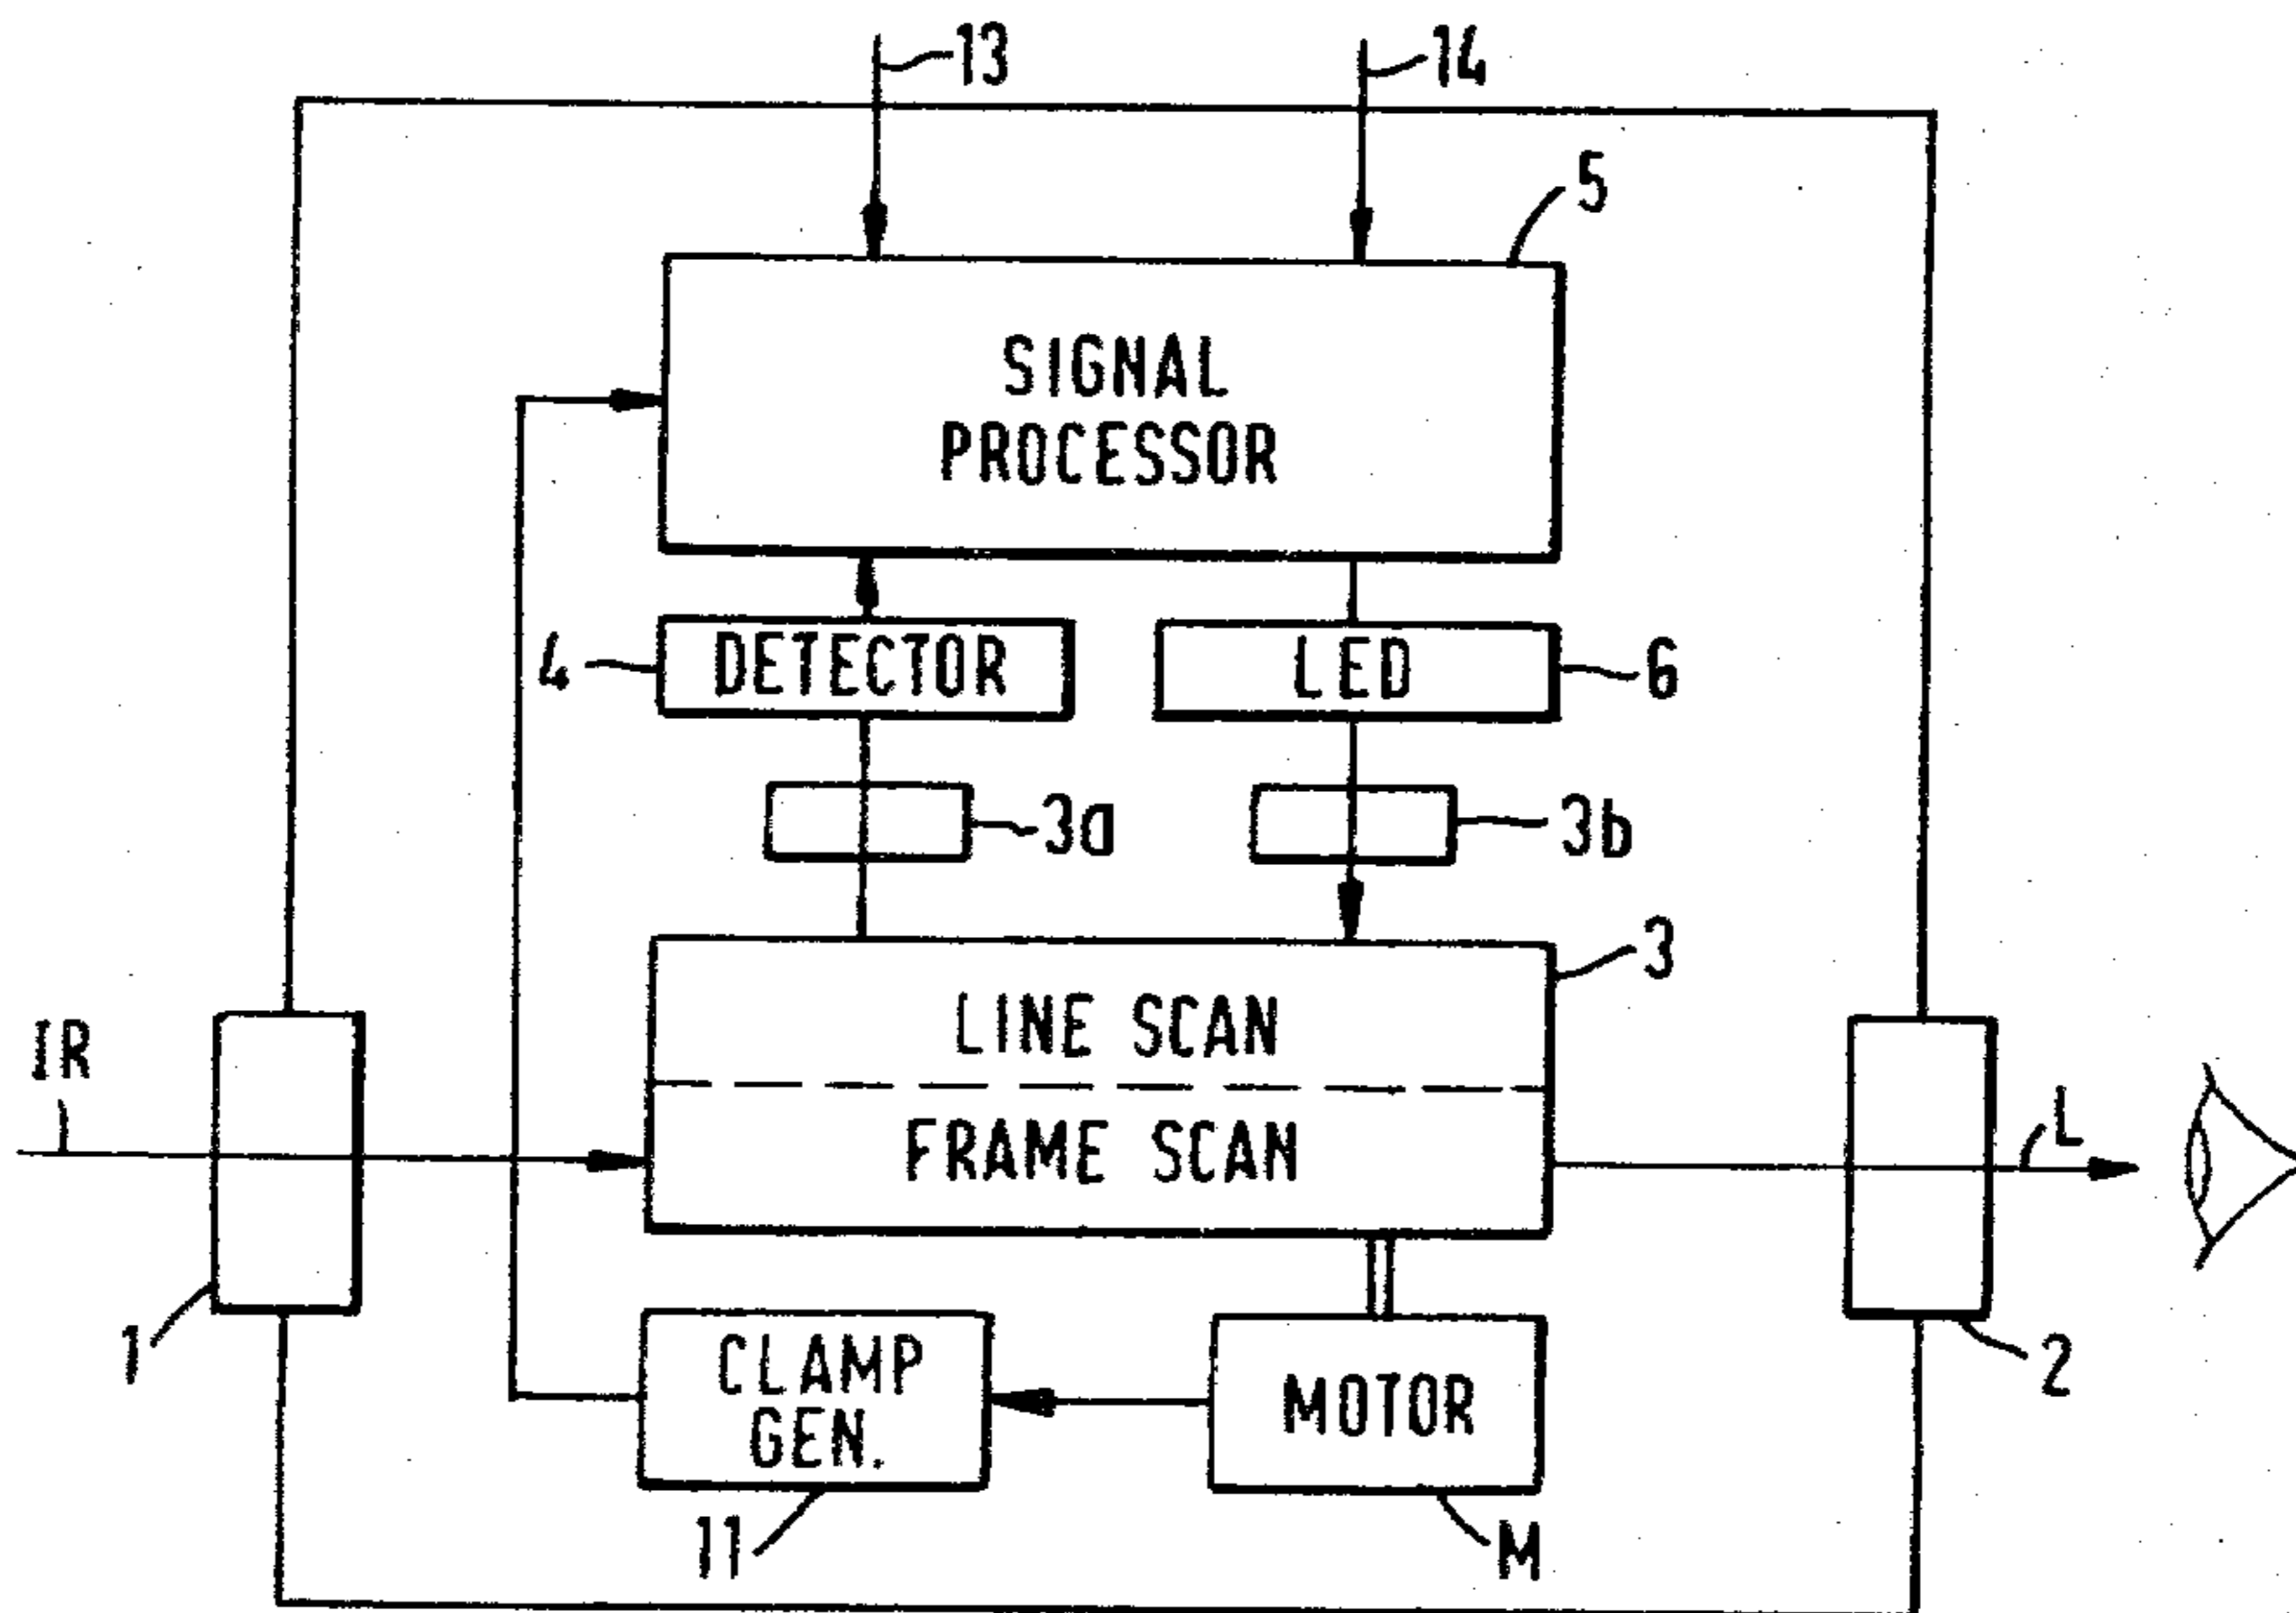 13
14
5
SIGNAL
PROCESSOR
4
DETECTOR
LED
6
3a
3b
3
LINE SCAN
FRAME SCAN
IR
L
1
CLAMP
GEN.
MOTOR
2
11
M